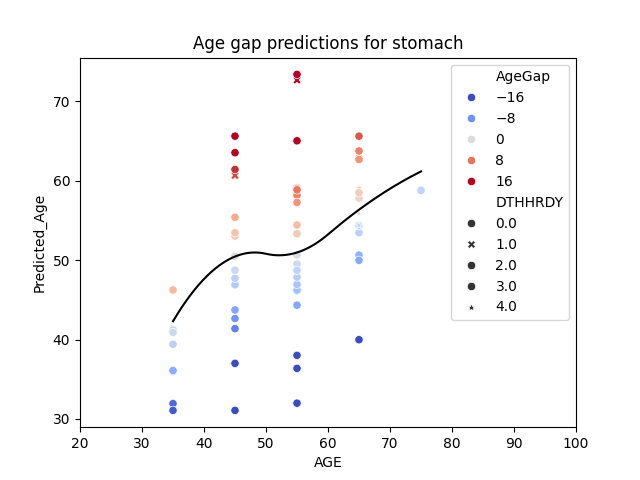 Age gap predictions for stomach
AgeGap
−16
−8
0
8
16
DTHHRDY
0.0
1.0
2.0
3.0
4.0
Predicted_Age
70
60
50
40
30
20 30 40 50 60 70 80 90 100
AGE